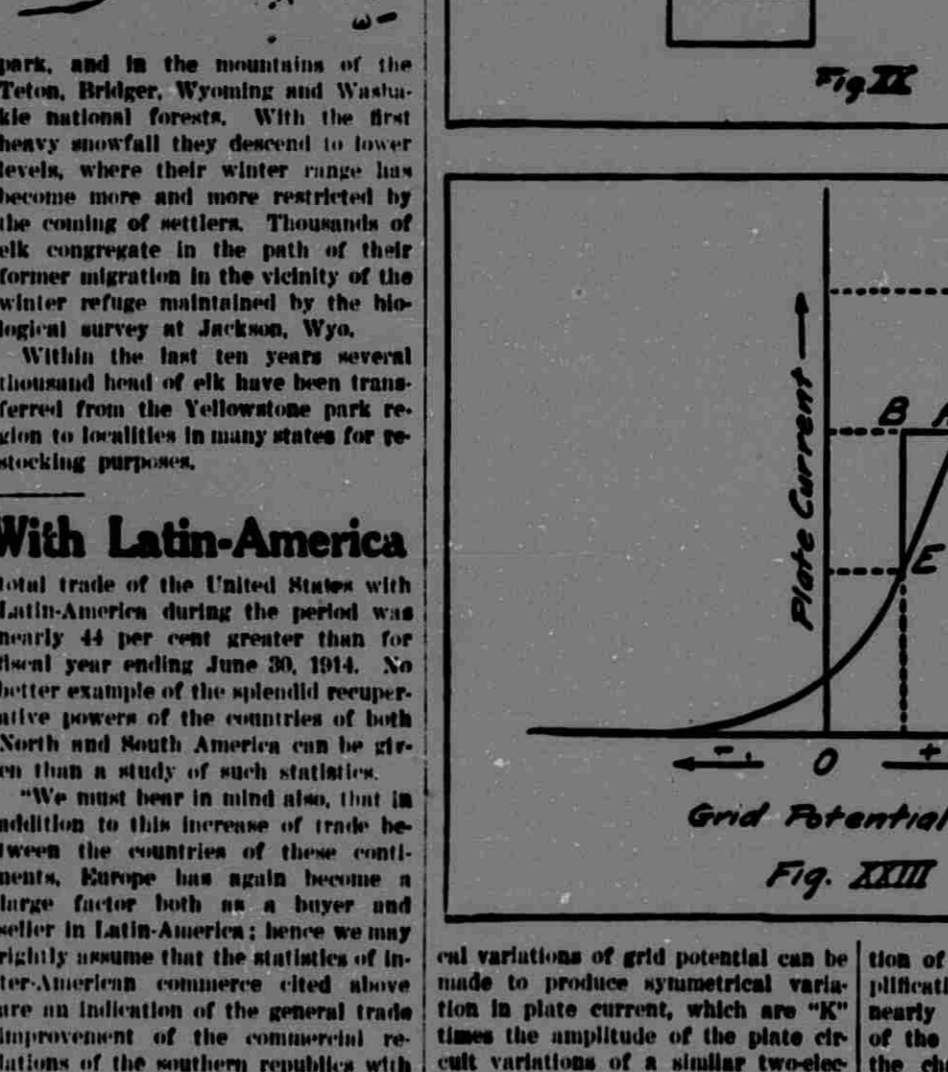 park, and in the mountains of the
Teton, Bridger, Wyoming and Washa-
kie national forests. With the first
heavy snowfall they descend to lower
levels, where their winter range has
become more and more restricted by
the coming of settlers. Thousands of
elk congregate in the path of their
former migration in the vicinity of the
winter refuge maintained by the bio-
logical survey at Jackson, Wyo.
Within the last ten years several
thousand head of elk have been trans-
ferred from the Yellowstone park re-
gion to localities in many states for re-
stocking purposes.
With Latin-America
total trade of the United States with
Latin-America during the period was
nearly 44 per cent greater than for
fiscal year ending June 30, 1914. No
better example of the splendid recuper-
ative powers of the countries of both
North and South America can be giv-
en than a study of such statistics.
"We must bear in mind also, that in
addition to this increase of trade be-
tween the countries of these conti-
nents, Europe has again become a
large factor both as a buyer and
seller in Latin-America; hence we may
rightly assume that the statistics of in-
ter-American commerce cited above
are an indication of the general trade
improvement of the commercial re-
lations of the southern republics with
Fig IX
Plate Current
B A
E
- 0 +
Grid Potential
Fig. XXIII
cal variations of grid potential can be
made to produce symmetrical varia-
tion in plate current, which are "K"
times the amplitude of the plate cir-
cuit variations of a similar two-elec-
tion of
plificati
nearly
of the
the ch